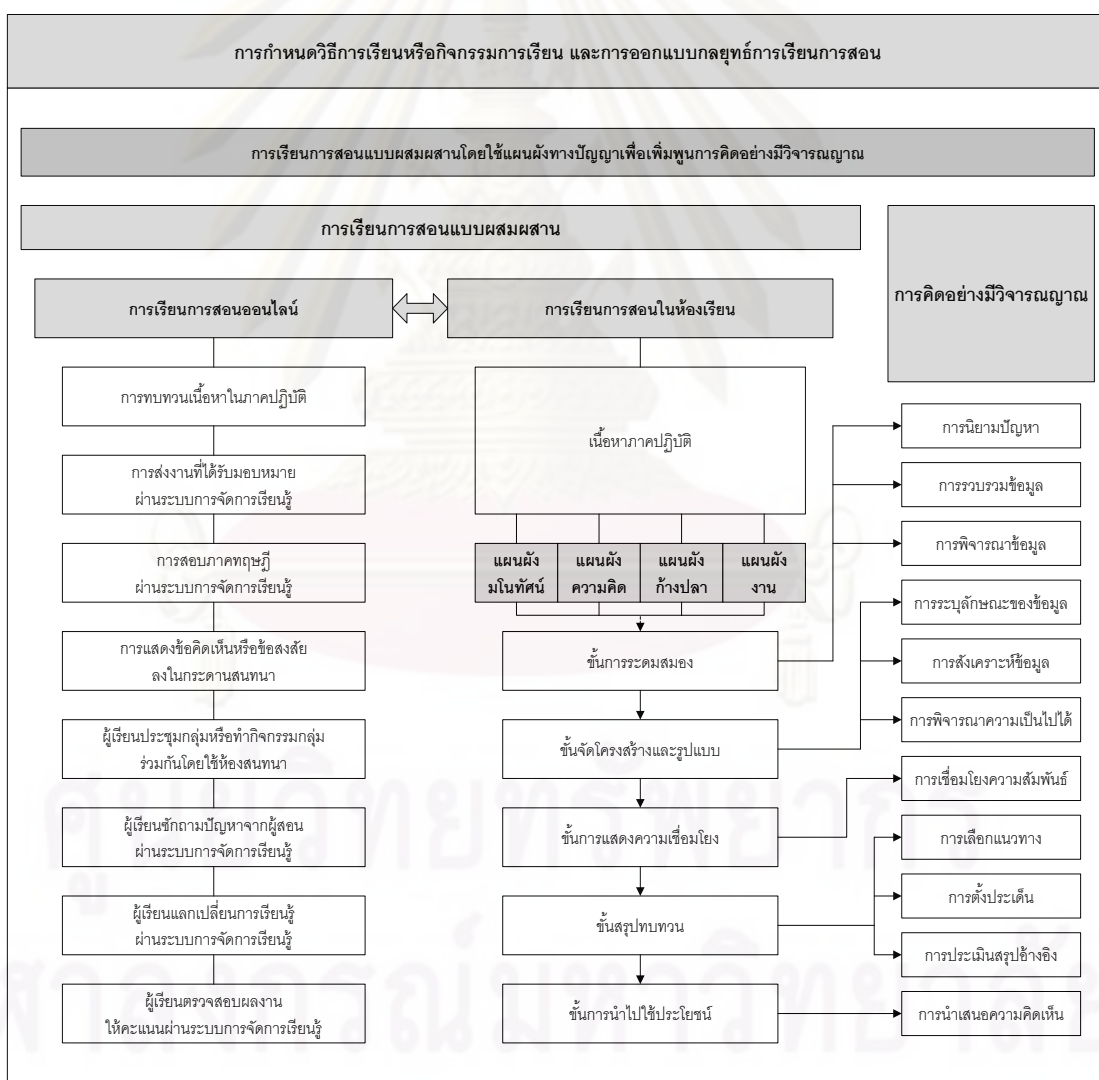 การกำหนดวิธีการเรียนหรือกิจกรรมการเรียน และการออกแบบกลยุทธ์การเรียนการสอน
การเรียนการสอนแบบผสมผสานโดยใช้แผนผังทางปัญญาเพื่อเพิ่มพูนการคิดอย่างมีวิจารณญาณ
การเรียนการสอนแบบผสมผสาน
การเรียนการสอนออนไลน์
การทบทวนเนื้อหาในภาคปฏิบัติ
การส่งงานที่ได้รับมอบหมาย
ผ่านระบบการจัดการเรียนรู้
การสอบภาคทฤษฎี
ผ่านระบบการจัดการเรียนรู้
การแสดงข้อคิดเห็นหรือข้อสงสัย
ลงในกระดานสนทนา
ผู้เรียนประชุมกลุ่มหรือทำกิจกรรมกลุ่ม
ร่วมกันโดยใช้ห้องสนทนา
ผู้เรียนซักถามปัญหาจากผู้สอน
ผ่านระบบการจัดการเรียนรู้
ผู้เรียนแลกเปลี่ยนการเรียนรู้
ผ่านระบบการจัดการเรียนรู้
ผู้เรียนตรวจสอบผลงาน
ให้คะแนนผ่านระบบการจัดการเรียนรู้
การเรียนการสอนในห้องเรียน
เนื้อหาภาคปฏิบัติ
แผนผัง
มโนทัศน์
แผนผัง
ความคิด
แผนผัง
ก้างปลา
แผนผัง
งาน
ขั้นการระดมสมอง
ขั้นจัดโครงสร้างและรูปแบบ
ขั้นการแสดงความเชื่อมโยง
ขั้นสรุปทบทวน
ขั้นการนำไปใช้ประโยชน์
การคิดอย่างมีวิจารณญาณ
การนิยามปัญหา
การรวบรวมข้อมูล
การพิจารณาข้อมูล
การระบุลักษณะของข้อมูล
การสังเคราะห์ข้อมูล
การพิจารณาความเป็นไปได้
การเชื่อมโยงความสัมพันธ์
การเลือกแนวทาง
การตั้งประเด็น
การประเมินสรุปอ้างอิง
การนำเสนอความคิดเห็น
ศูนย์วิทยทรัพยากร
ฬาลงกรณ์มหาวิทยาลัย